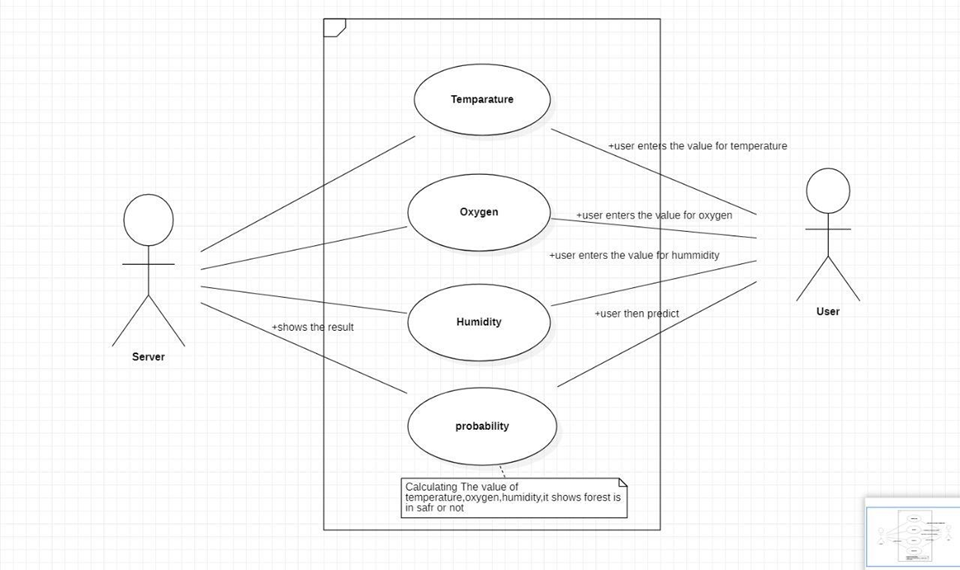 Temparature
+user enters the value for temperature
Oxygen
+user enters the value for oxygen
+user enters the value for hummidity
User
Humidity
+user then predict
+shows the result
Server
probability
Calculating The value of
temperature,oxygen,humidity,it shows forest is
in safr or not